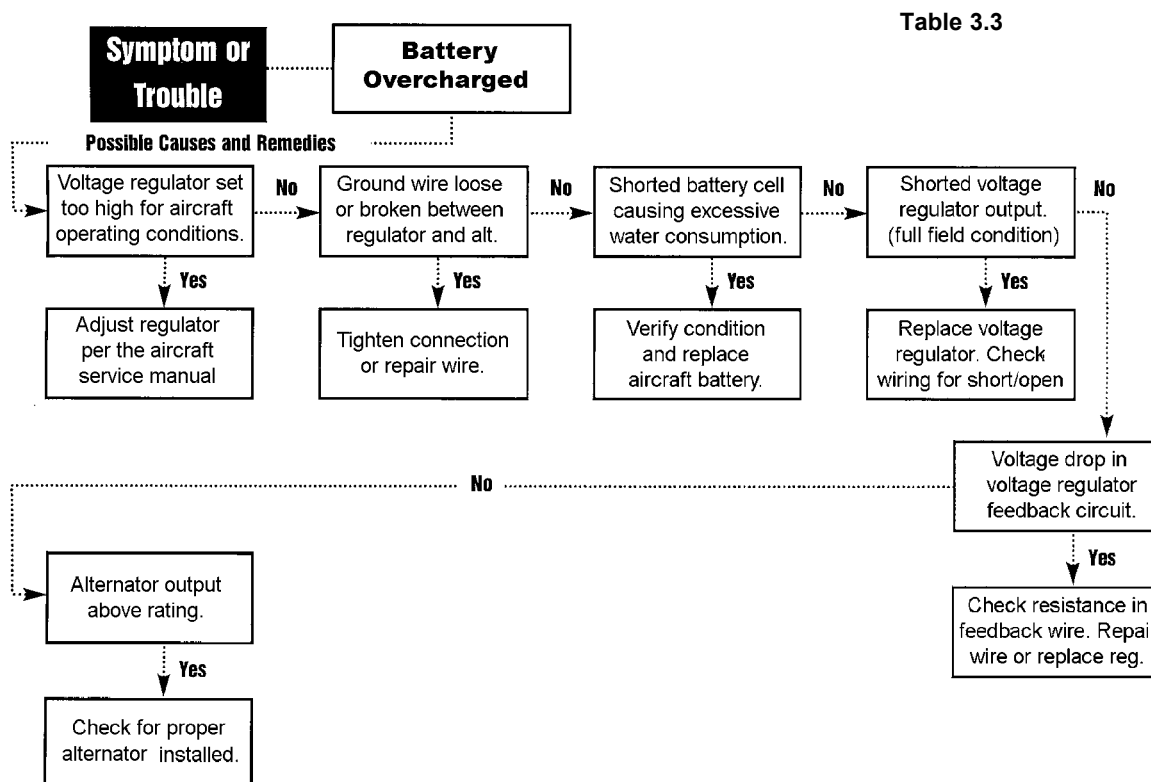 Table 3.3
Symptom or
Trouble
Battery
Overcharged
Possible Causes and Remedies
Voltage regulator set
too high for aircraft
operating conditions.
No
Ground wire loose
or broken between
regulator and alt.
No
Shorted battery cell
causing excessive
water consumption.
No
Shorted voltage
regulator output.
(full field condition)
No
Yes
Yes
Yes
Yes
Adjust regulator
per the aircraft
service manual
Tighten connection
or repair wire.
Verify condition
and replace
aircraft battery.
Replace voltage
regulator. Check
wiring for short/open
Voltage drop in
voltage regulator
feedback circuit.
No
Yes
Check resistance in
feedback wire. Repai
wire or replace reg.
Alternator output
above rating.
Yes
Check for proper
alternator installed.